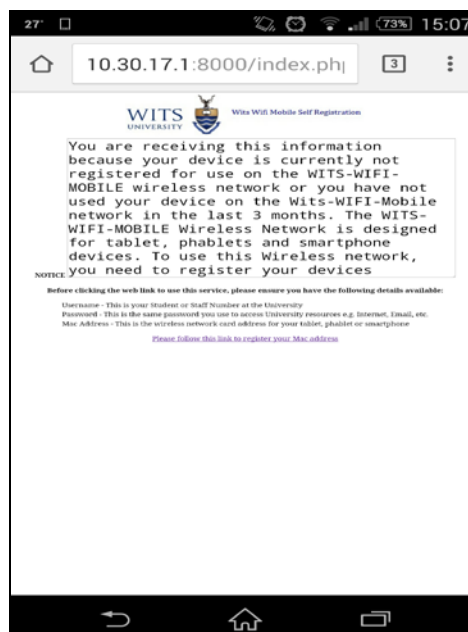 27°
73% 15:07
10.30.17.1:8000/index.ph
3
WITS
UNIVERSITY
Wits Wifi Mobile Self Registration
You are receiving this information
because your device is currently not
registered for use on the WITS-WIFI-
MOBILE wireless network or you have not
used your device on the Wits-WIFI-Mobile
network in the last 3 months. The WITS-
WIFI-MOBILE Wireless Network is designed
for tablet, phablets and smartphone
devices. To use this Wireless network,
NOTICE you need to register your devices
Before clicking the web link to use this service, please ensure you have the following details available:
Username - This is your Student or Staff Number at the University
Password - This is the same password you use to access University resources e.g. Internet, Email, etc.
Mac Address - This is the wireless network card address for your tablet, phablet or smartphone
Please follow this link to register your Mac address